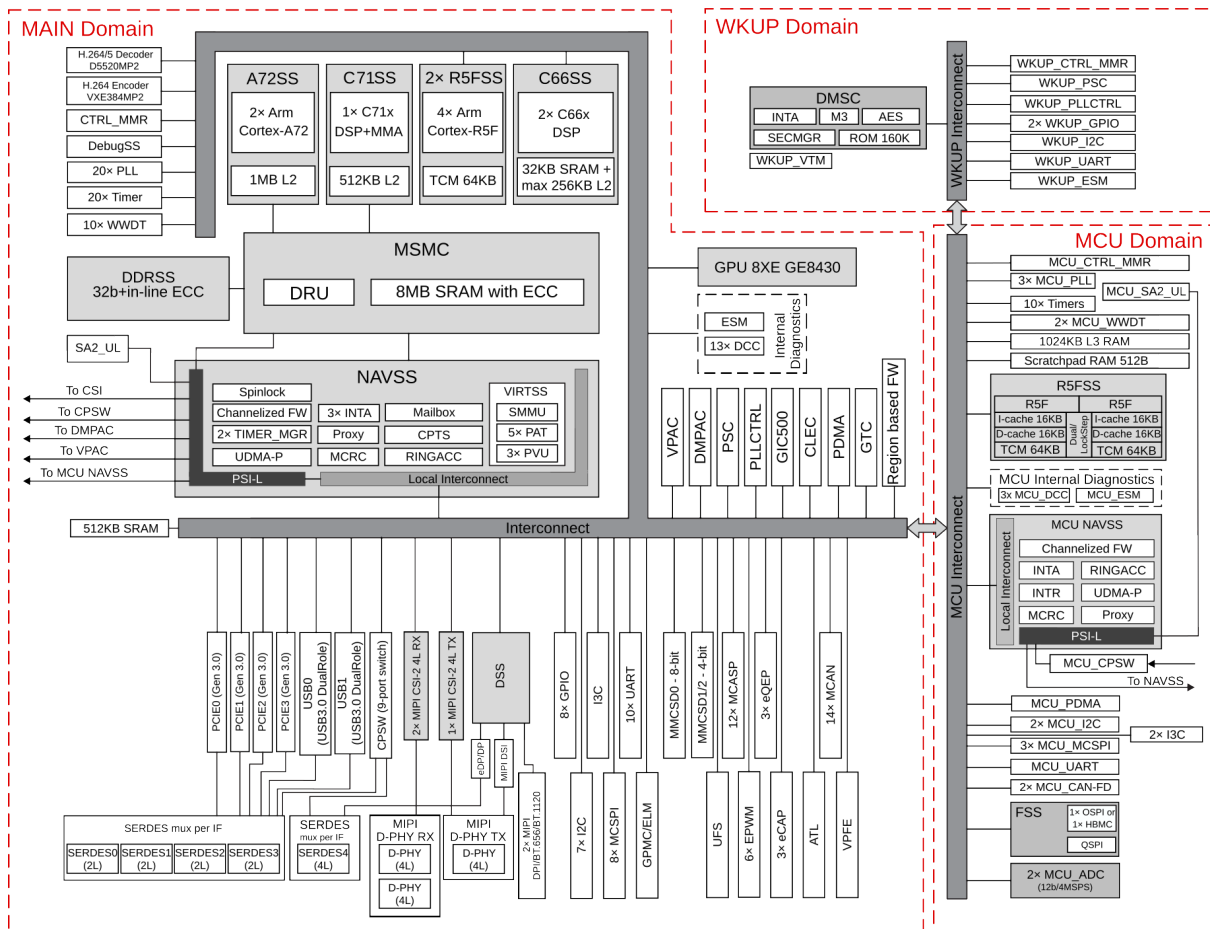 MAIN Domain
H.264/5 Decoder
D5520MP2
H.264 Encoder
VXE384MP2
CTRL_MMR
DebugSS
20× PLL
20× Timer
10× WWDT
A72SS
2× Arm
Cortex-A72
1MB L2
C71SS
1× C71x
DSP+MMA
512KB L2
2× R5FSS
4× Arm
Cortex-R5F
TCM 64KB
C66SS
2× C66x
DSP
32KB SRAM +
max 256KB L2
MSMC
DRU
8MB SRAM with ECC
DDRSS
32b+in-line ECC
GPU 8XE GE8430
ESM
13× DCC
Internal
Diagnostics
SA2_UL
To CSI
To CPSW
To DMPAC
To VPAC
To MCU NAVSS
NAVSS
Spinlock
Channelized FW
2× TIMER_MGR
UDMA-P
3× INTA
Proxy
MCRC
Mailbox
CPTS
RINGACC
VIRTSS
SMMU
5× PAT
3× PVU
PSI-L
Local Interconnect
VPAC
DMPAC
PSC
PLLCTRL
GIC500
CLEC
PDMA
GTC
Region based FW
512KB SRAM
Interconnect
PCIE0 (Gen 3.0)
PCIE1 (Gen 3.0)
PCIE2 (Gen 3.0)
PCIE3 (Gen 3.0)
USB0
(USB3.0 DualRole)
USB1
(USB3.0 DualRole)
CPSW (9-port switch)
2× MIPI CSI-2 4L RX
1× MIPI CSI-2 4L TX
DSS
eDP/DP
MIPI DSI
2× MIPI
DPI/BT.656/BT.1120
8× GPIO
I3C
10× UART
7× I2C
8× MCSPI
GPMC/ELM
MMCSD0 - 8-bit
MMCSD1/2 - 4-bit
12× MCASP
3× eQEP
14× MCAN
UFS
6× EPWM
3× eCAP
ATL
VPFE
SERDES mux per IF
SERDES0
(2L)
SERDES1
(2L)
SERDES2
(2L)
SERDES3
(2L)
SERDES
mux per IF
SERDES4
(4L)
MIPI
D-PHY RX
D-PHY
(4L)
D-PHY
(4L)
MIPI
D-PHY TX
D-PHY
(4L)
WKUP Domain
DMSC
INTA
M3
AES
SECMGR
ROM 160K
WKUP_VTM
WKUP Interconnect
WKUP_CTRL_MMR
WKUP_PSC
WKUP_PLLCTRL
2× WKUP_GPIO
WKUP_I2C
WKUP_UART
WKUP_ESM
MCU Domain
MCU Interconnect
MCU_CTRL_MMR
3× MCU_PLL
MCU_SA2_UL
10× Timers
2× MCU_WWDT
1024KB L3 RAM
Scratchpad RAM 512B
R5FSS
R5F
I-cache 16KB
D-cache 16KB
TCM 64KB
Dual/
LockStep
R5F
I-cache 16KB
D-cache 16KB
TCM 64KB
MCU Internal Diagnostics
3x MCU_DCC
MCU_ESM
MCU NAVSS
Local Interconnect
Channelized FW
INTA
RINGACC
INTR
UDMA-P
MCRC
Proxy
PSI-L
MCU_CPSW
To NAVSS
MCU_PDMA
2× MCU_I2C
2× I3C
3× MCU_MCSPI
MCU_UART
2× MCU_CAN-FD
FSS
1× OSPI or
1× HBMC
QSPI
2× MCU_ADC
(12b/4MSPS)